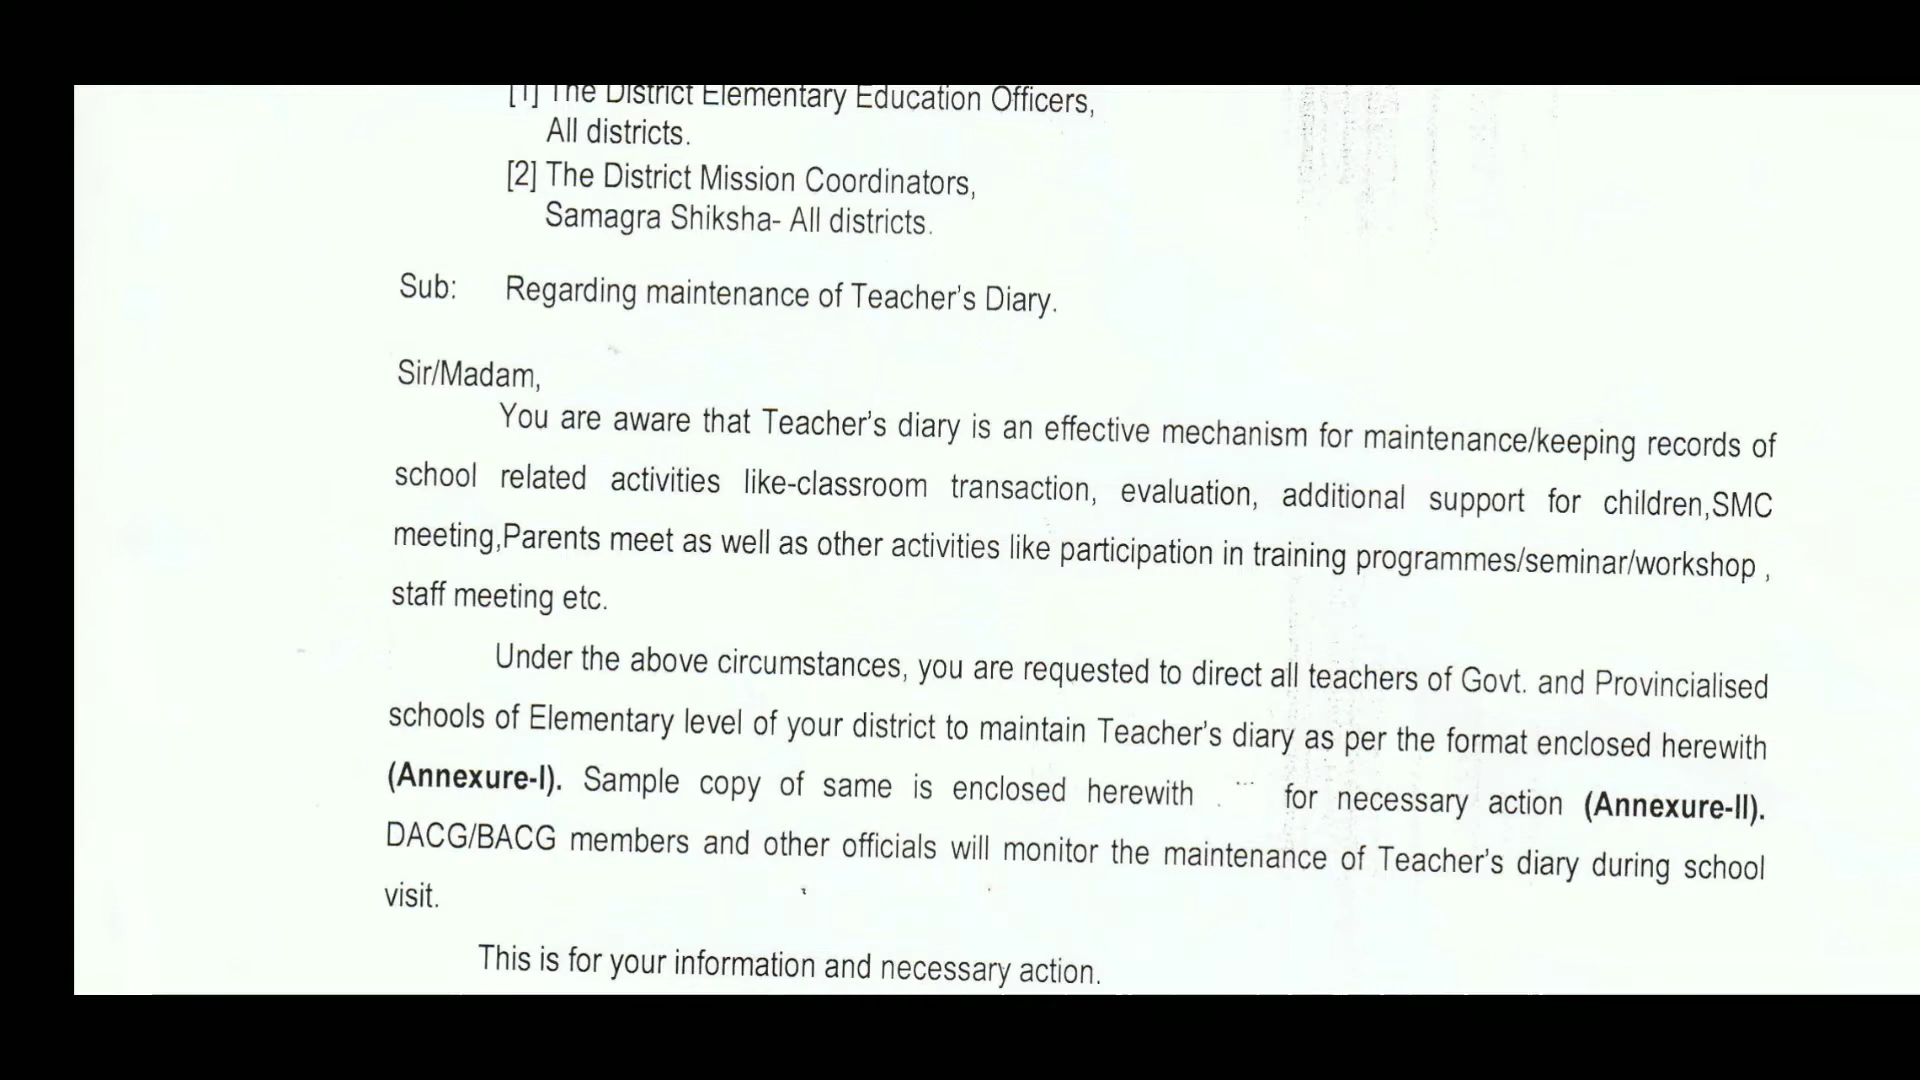 [1] The District Elementary Education Officers,
All districts.
[2] The District Mission Coordinators,
Samagra Shiksha- All districts.
Sub: Regarding maintenance of Teacher's Diary.
Sir/Madam,
You are aware that Teacher's diary is an effective mechanism for maintenance/keeping records of
school related activities like-classroom transaction, evaluation, additional support for children,SMC
meeting,Parents meet as well as other activities like participation in training programmes/seminar/workshop ,
staff meeting etc.
Under the above circumstances, you are requested to direct all teachers of Govt. and Provincialised
schools of Elementary level of your district to maintain Teacher's diary as per the format enclosed herewith
(Annexure-I). Sample copy of same is enclosed herewith for necessary action (Annexure-II).
DACG/BACG members and other officials will monitor the maintenance of Teacher's diary during school
visit.
This is for your information and necessary action.